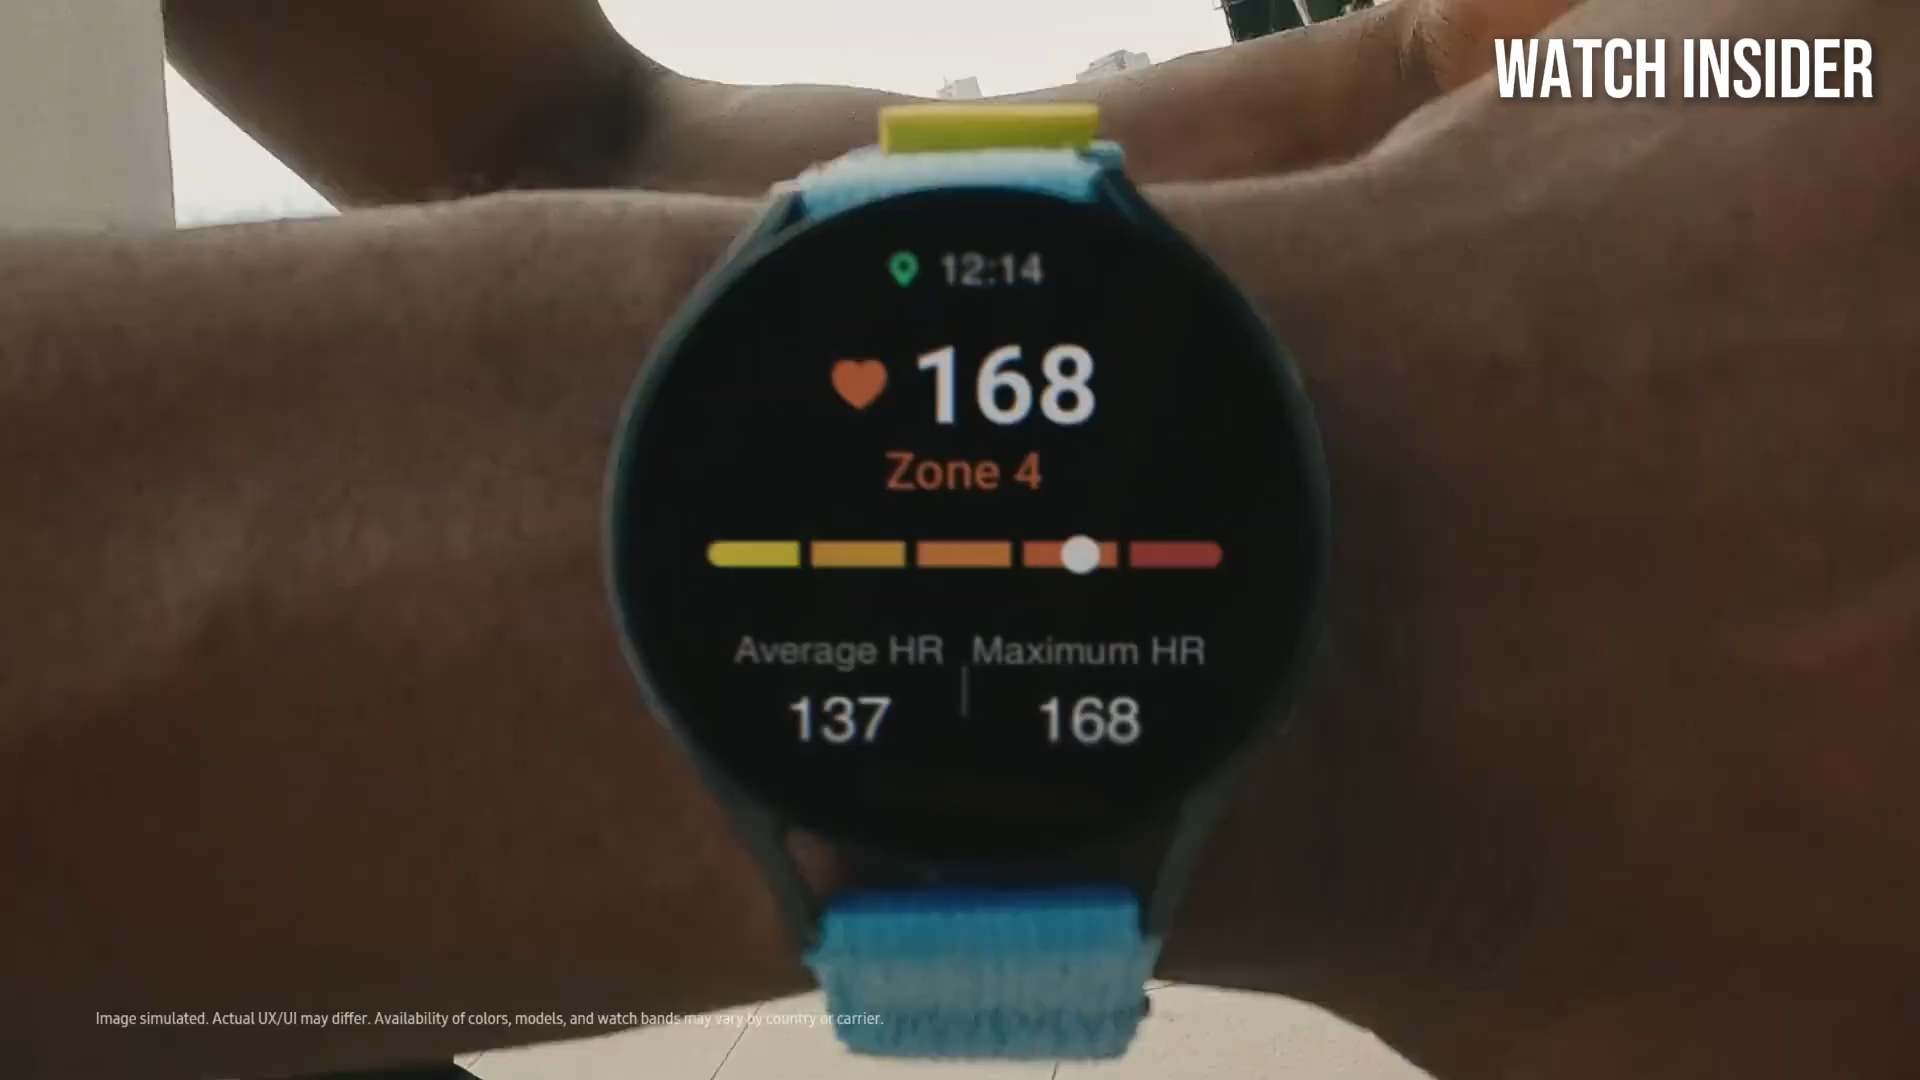 WATCH INSIDER
12:14
168
Zone 4
Average HR Maximum HR
137 168
Image simulated. Actual UX/UI may differ. Availability of colors, models, and watch bands may vary by country or carrier.